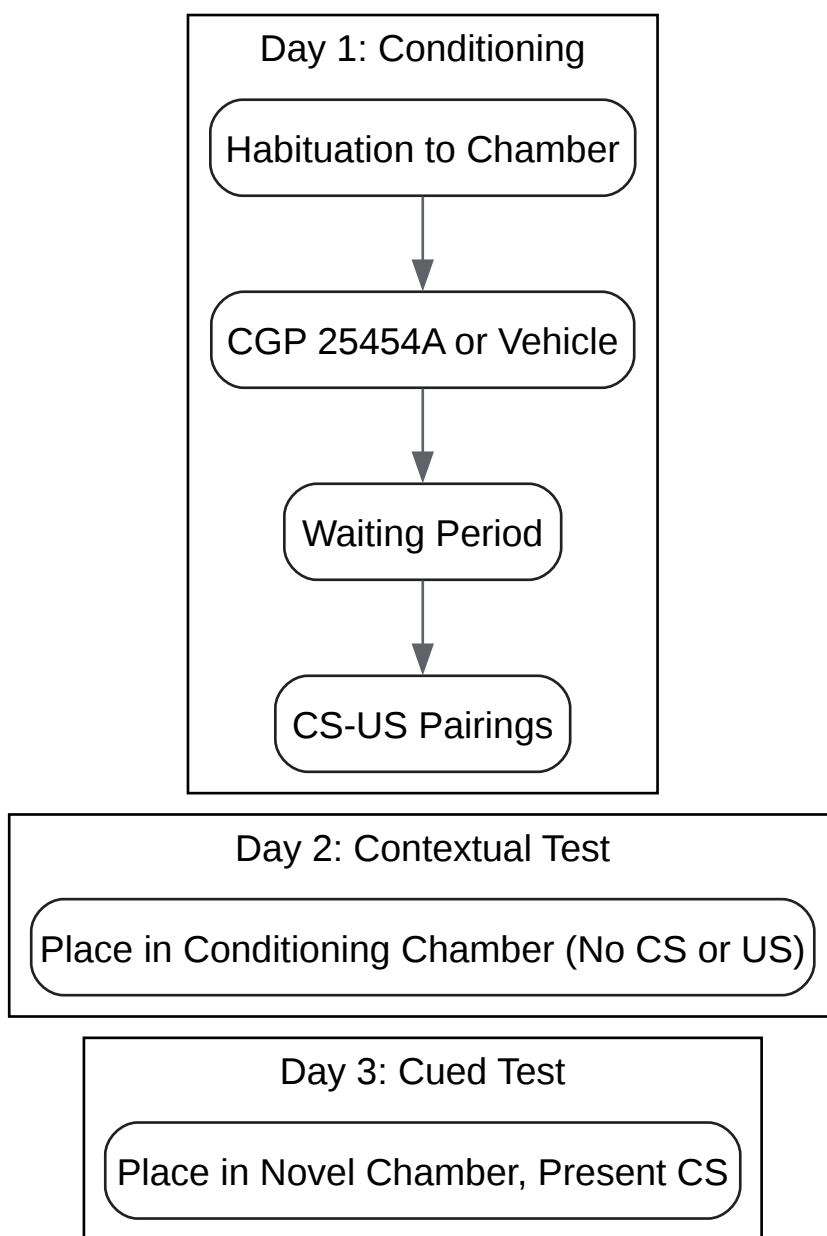 Day 1: Conditioning
Habituation to Chamber
CGP 25454A or Vehicle
Waiting Period
CS-US Pairings
Day 2: Contextual Test
Place in Conditioning Chamber (No CS or US)
Day 3: Cued Test
Place in Novel Chamber, Present CS